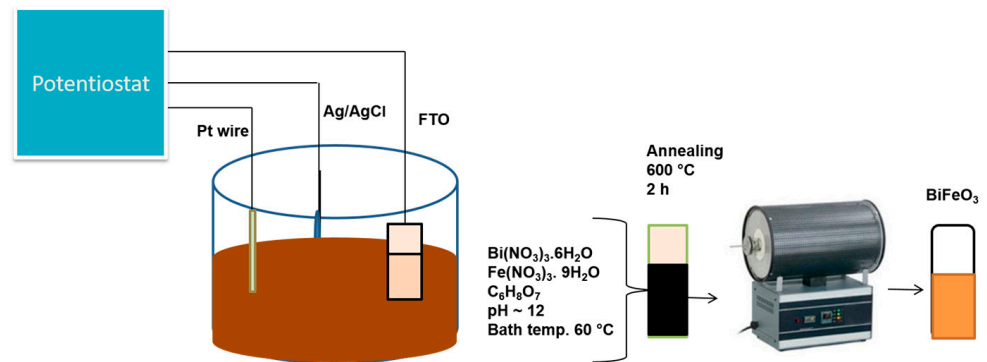 Potentiostat
Pt wire
Ag/AgCl
FTO
Bi(NO₃)₃.6H₂O
Fe(NO₃)₃. 9H₂O
C₆H₈O₇
pH ~ 12
Bath temp. 60 °C
Annealing
600 °C
2 h
BiFeO₃